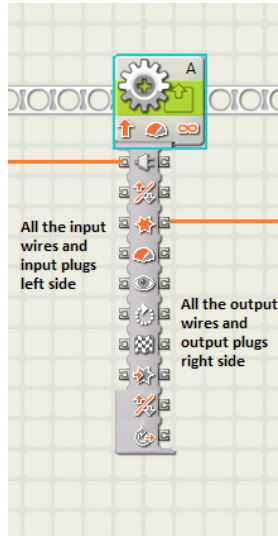 A
All the input
wires and
input plugs
left side
All the output
wires and
output plugs
right side